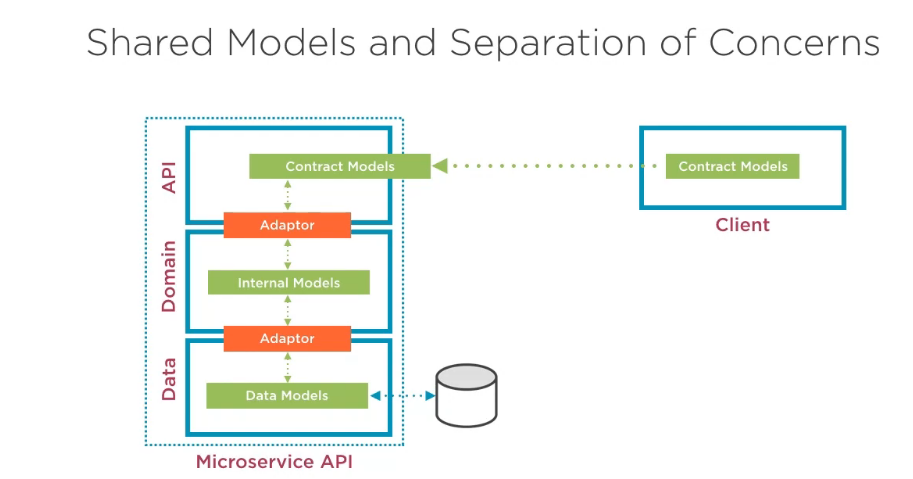 Shared Models and Separation of Concerns
API
Contract Models
Adaptor
Domain
Internal Models
Adaptor
Data
Data Models
Microservice API
Contract Models
Client